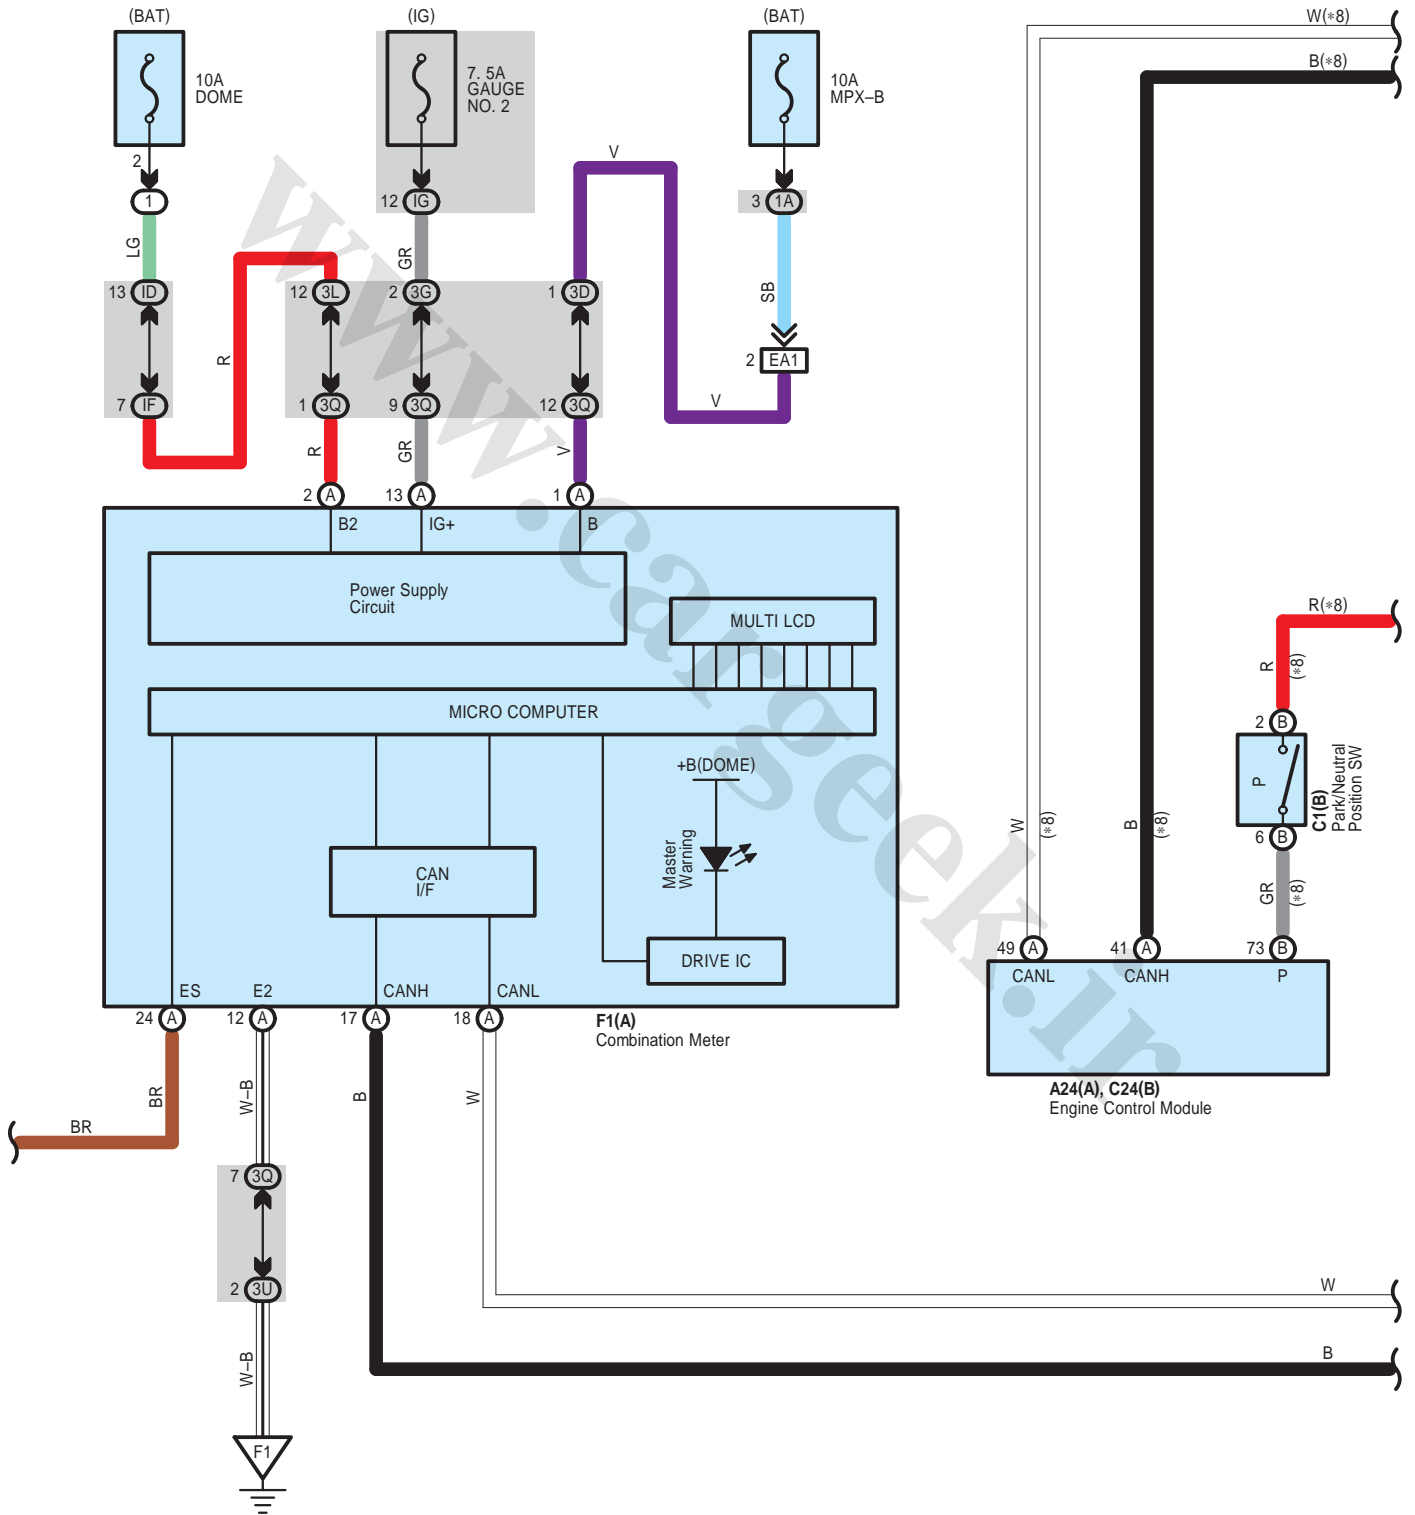 (BAT)
(IG)
(BAT)
W(∗8)
B(∗8)
10A
DOME
7. 5A
GAUGE
NO. 2
10A
MPX–B
2
1
12 IG
3 1A
V
LG
GR
SB
13 ID
12 3L
2 3G
1 3D
R
2 EA1
7 IF
1 3Q
9 3Q
12 3Q
V
R
GR
V
2 A
13 A
1 A
B2
IG+
B
Power Supply
Circuit
MULTI LCD
R(∗8)
R
(∗8)
MICRO COMPUTER
2 B
+B(DOME)
P
C1(B)
Park/Neutral
Position SW
W
(∗8)
B
(∗8)
6 B
Master
Warning
CAN
I/F
GR
(∗8)
DRIVE IC
49 A
41 A
73 B
CANL
CANH
P
ES
E2
CANH
CANL
24 A
12 A
17 A
18 A
F1(A)
Combination Meter
A24(A), C24(B)
Engine Control Module
BR
W–B
B
W
BR
7 3Q
2 3U
W
B
W–B
F1
www.cargeek.ir